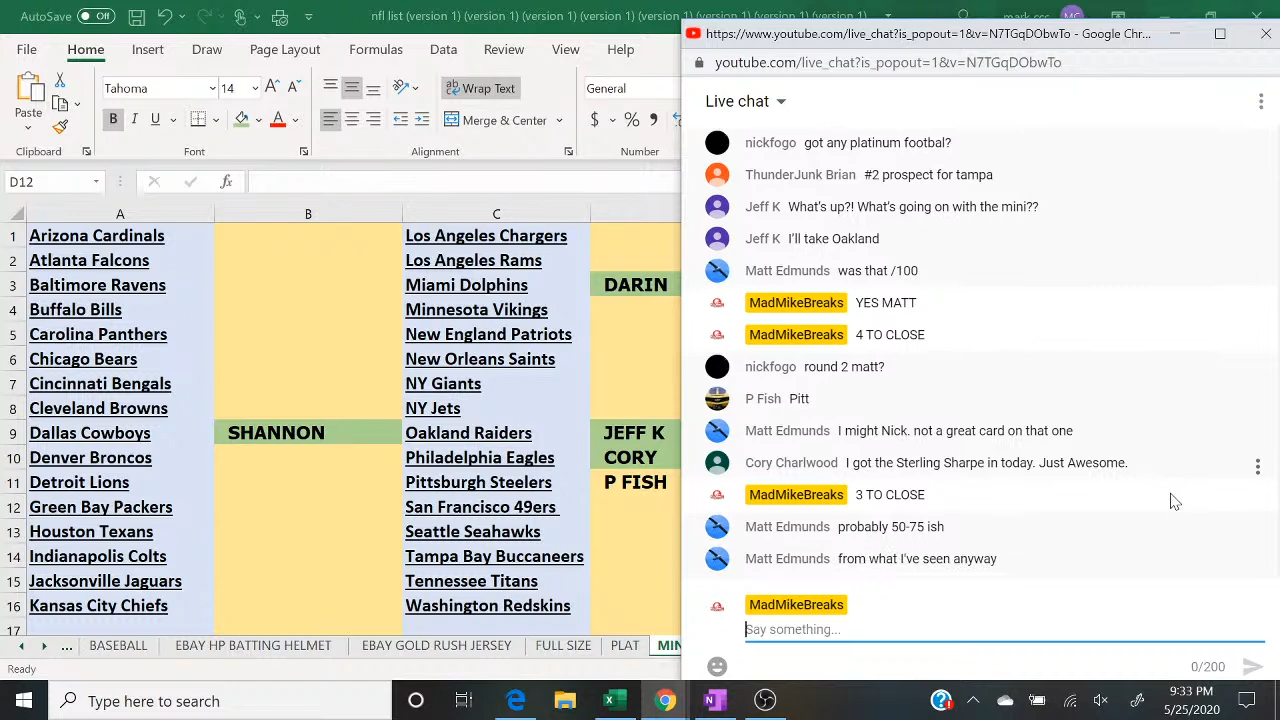 AutoSave Off nfl list (version 1) (version 1) (version 1) (version 1) (version 1)
https://www.youtube.com/live_chat?is_popout=1&v=N7TGqDObwTo - Google Chr...
youtube.com/live_chat?is_popout=1&v=N7TGqDObwTo
File Home Insert Draw Page Layout Formulas Data Review View Help
Paste
Tahoma 14 A A
B I U A
Wrap Text
Merge & Center
General
$ % 9
Clipboard Font Alignment Number
D12 fx
A B C
1 Arizona Cardinals Los Angeles Chargers
2 Atlanta Falcons Los Angeles Rams
3 Baltimore Ravens Miami Dolphins DARIN
4 Buffalo Bills Minnesota Vikings
5 Carolina Panthers New England Patriots
6 Chicago Bears New Orleans Saints
7 Cincinnati Bengals NY Giants
8 Cleveland Browns NY Jets
9 Dallas Cowboys SHANNON Oakland Raiders JEFF K
10 Denver Broncos Philadelphia Eagles CORY
11 Detroit Lions Pittsburgh Steelers P FISH
12 Green Bay Packers San Francisco 49ers
13 Houston Texans Seattle Seahawks
14 Indianapolis Colts Tampa Bay Buccaneers
15 Jacksonville Jaguars Tennessee Titans
16 Kansas City Chiefs Washington Redskins
17
... BASEBALL EBAY HP BATTING HELMET EBAY GOLD RUSH JERSEY FULL SIZE PLAT MIN
Ready
Live chat
nickfogo got any platinum footbal?
ThunderJunk Brian #2 prospect for tampa
Jeff K What's up?! What's going on with the mini??
Jeff K I'll take Oakland
Matt Edmunds was that /100
MadMikeBreaks YES MATT
MadMikeBreaks 4 TO CLOSE
nickfogo round 2 matt?
P Fish Pitt
Matt Edmunds I might Nick. not a great card on that one
Cory Charlwood I got the Sterling Sharpe in today. Just Awesome.
MadMikeBreaks 3 TO CLOSE
Matt Edmunds probably 50-75 ish
Matt Edmunds from what I've seen anyway
MadMikeBreaks
Say something...
0/200
Type here to search
9:33 PM
5/25/2020